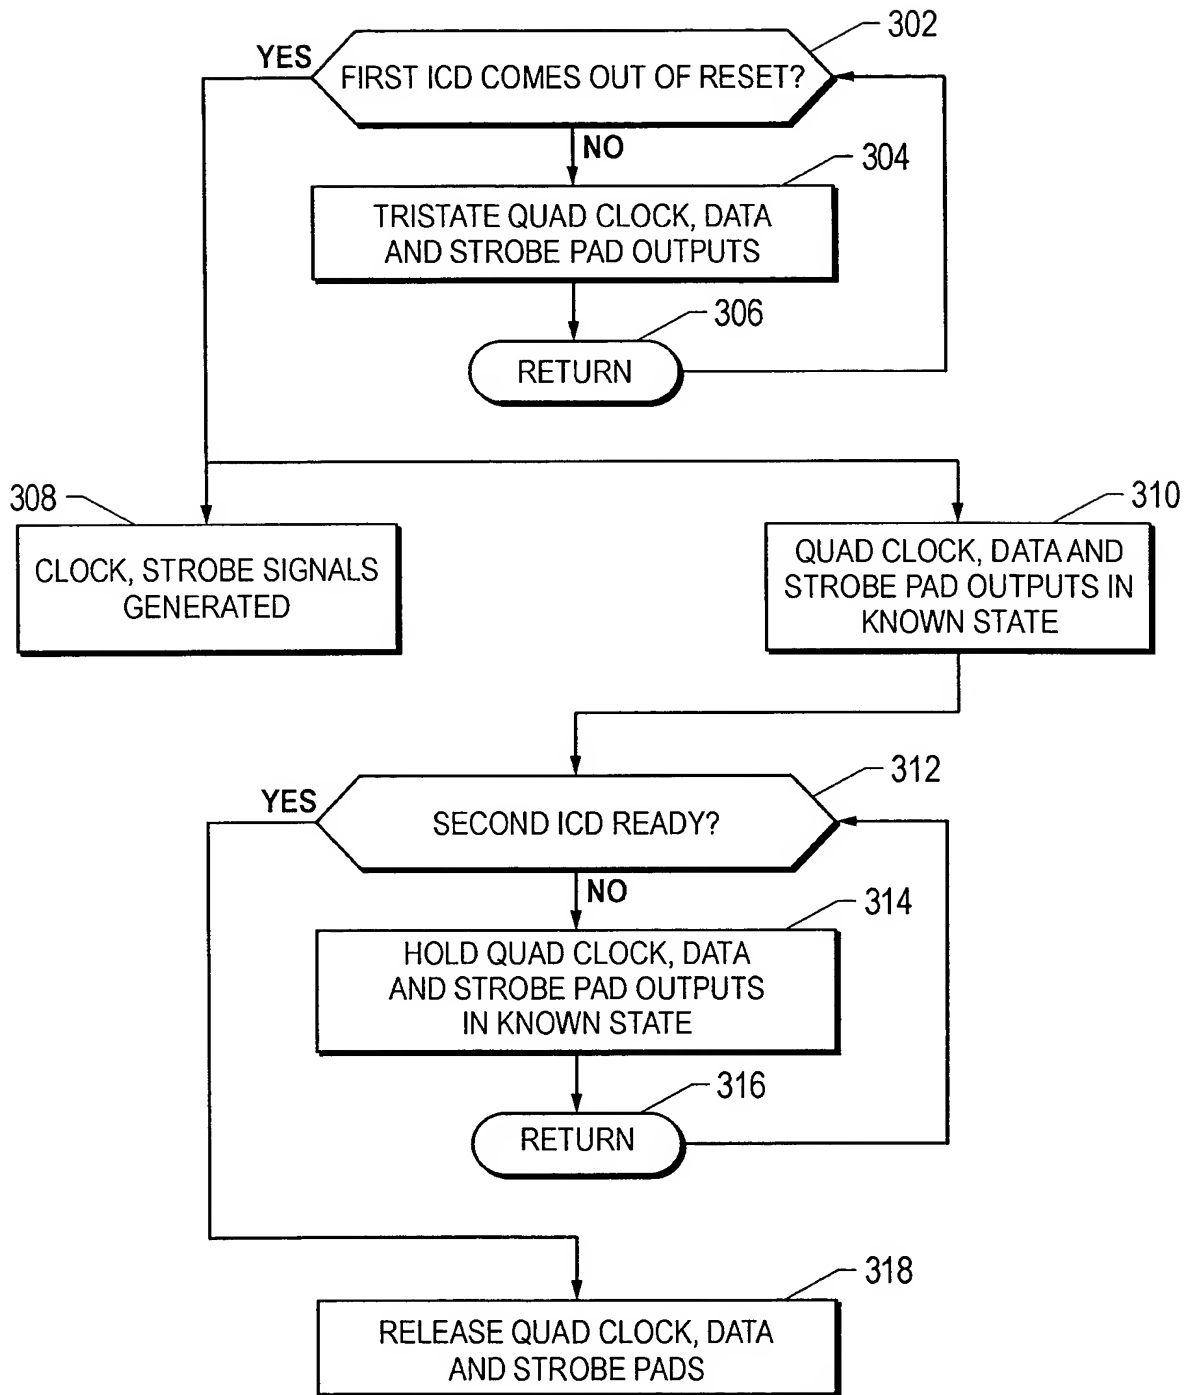 302
YES
FIRST ICD COMES OUT OF RESET?
NO
304
TRISTATE QUAD CLOCK, DATA
AND STROBE PAD OUTPUTS
306
RETURN
308
CLOCK, STROBE SIGNALS
GENERATED
310
QUAD CLOCK, DATA AND
STROBE PAD OUTPUTS IN
KNOWN STATE
312
YES
SECOND ICD READY?
NO
314
HOLD QUAD CLOCK, DATA
AND STROBE PAD OUTPUTS
IN KNOWN STATE
316
RETURN
318
RELEASE QUAD CLOCK, DATA
AND STROBE PADS